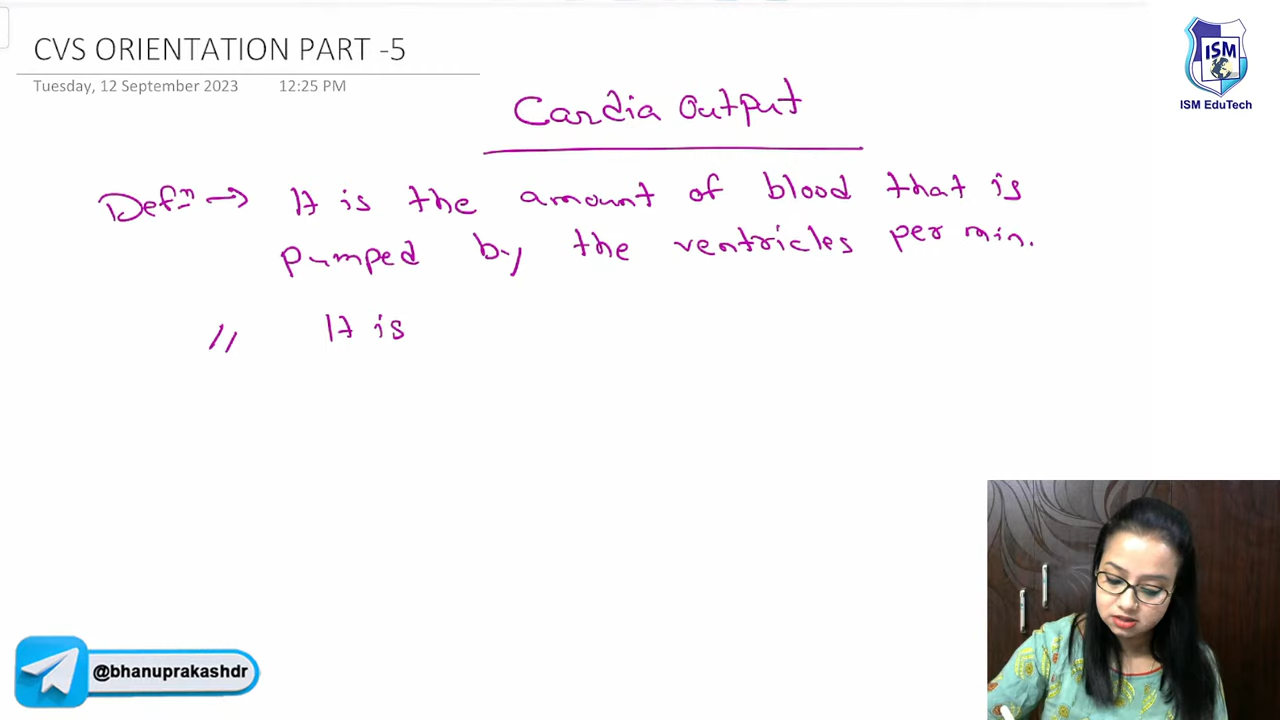 CVS ORIENTATION PART -5
Tuesday, 12 September 2023 12:25 PM
ISM
ISM EduTech
Cardia Output
Defⁿ → It is the amount of blood that is
pumped by the ventricles per min.
// It is
@bhanuprakashdr